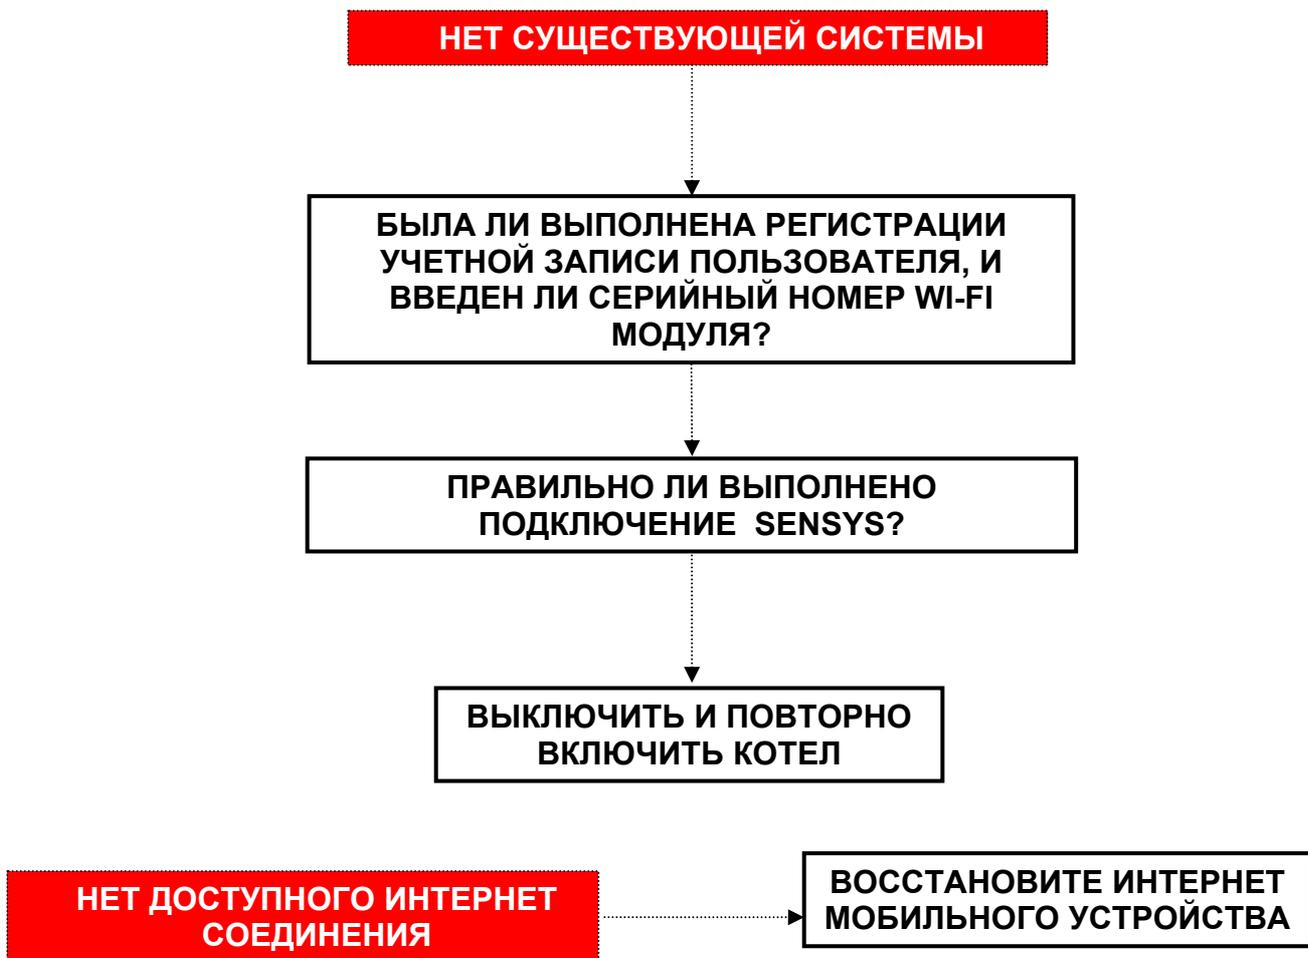 НЕТ СУЩЕСТВУЮЩЕЙ СИСТЕМЫ
БЫЛА ЛИ ВЫПОЛНЕНА РЕГИСТРАЦИИ
УЧЕТНОЙ ЗАПИСИ ПОЛЬЗОВАТЕЛЯ, И
ВВЕДЕН ЛИ СЕРИЙНЫЙ НОМЕР WI-FI
МОДУЛЯ?
ПРАВИЛЬНО ЛИ ВЫПОЛНЕНО
ПОДКЛЮЧЕНИЕ SENSYS?
ВЫКЛЮЧИТЬ И ПОВТОРНО
ВКЛЮЧИТЬ КОТЕЛ
НЕТ ДОСТУПНОГО ИНТЕРНЕТ
СОЕДИНЕНИЯ
ВОССТАНОВИТЕ ИНТЕРНЕТ
МОБИЛЬНОГО УСТРОЙСТВА